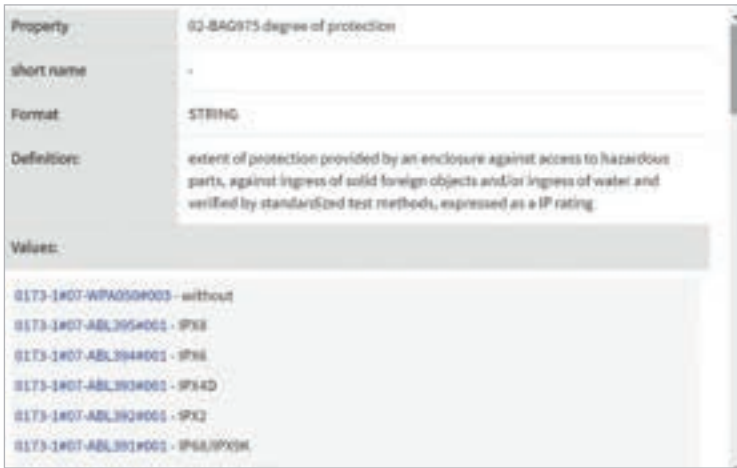 Property 02-BAG975 degree of protection
short name -
Format STRING
Definition: extent of protection provided by an enclosure against access to hazardous
parts, against ingress of solid foreign objects and/or ingress of water and
verified by standardized test methods, expressed as a IP rating
Values:
0173-1#07-WPA050#003 - without
0173-1#07-ABL395#001 - IPX8
0173-1#07-ABL394#001 - IPX6
0173-1#07-ABL393#001 - IPX4D
0173-1#07-ABL392#001 - IPX2
0173-1#07-ABL391#001 -